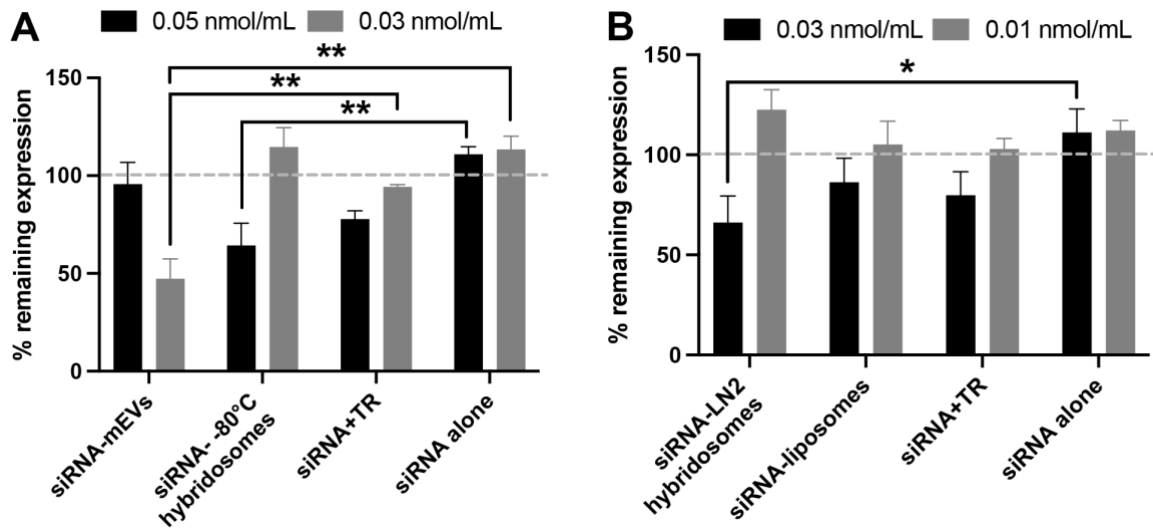 A
0.05 nmol/mL 0.03 nmol/mL
**
**
**
% remaining expression
150
100
50
0
siRNA-mEVs
siRNA- -80°C
hybridosomes
siRNA+TR
siRNA alone
B
0.03 nmol/mL 0.01 nmol/mL
*
% remaining expression
150
100
50
0
siRNA-LN2
hybridosomes
siRNA-liposomes
siRNA+TR
siRNA alone